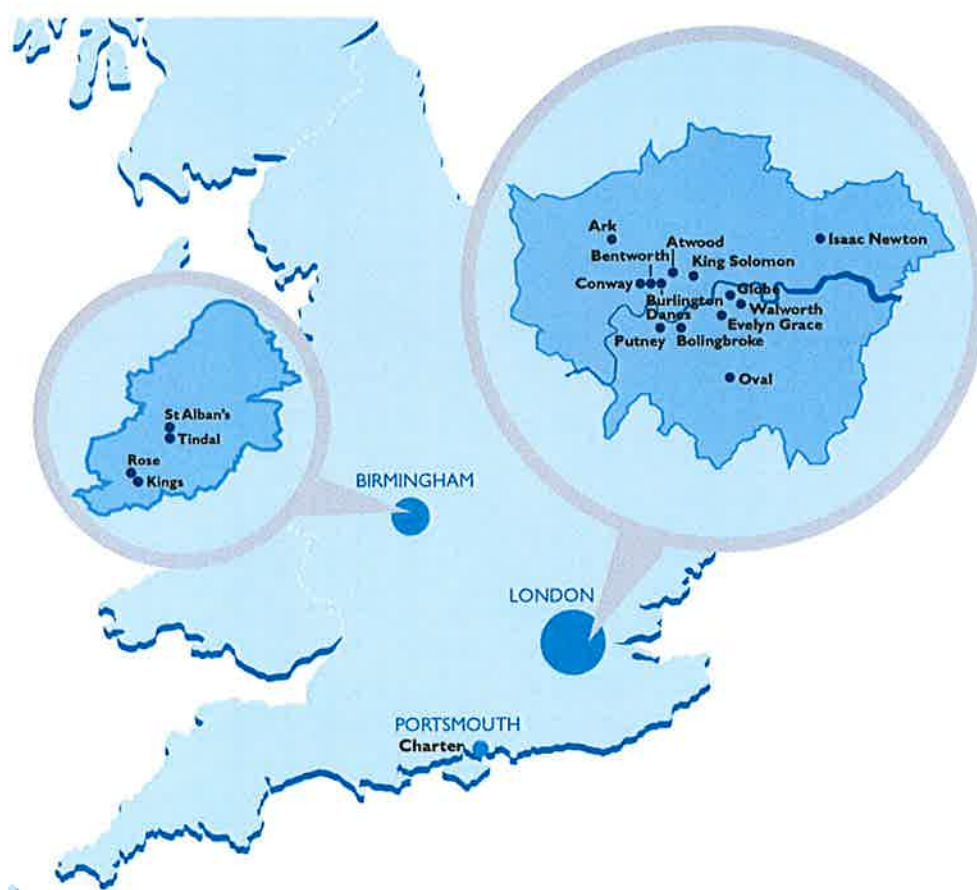 Ark
Bentworth
Atwood
Isaac Newton
King Solomon
Conway
Burlington
Danes
Globe
Walworth
Evelyn Grace
Putney
Bolingbroke
Oval
St Alban's
Tindal
Rose
Kings
BIRMINGHAM
LONDON
PORTSMOUTH
Charter